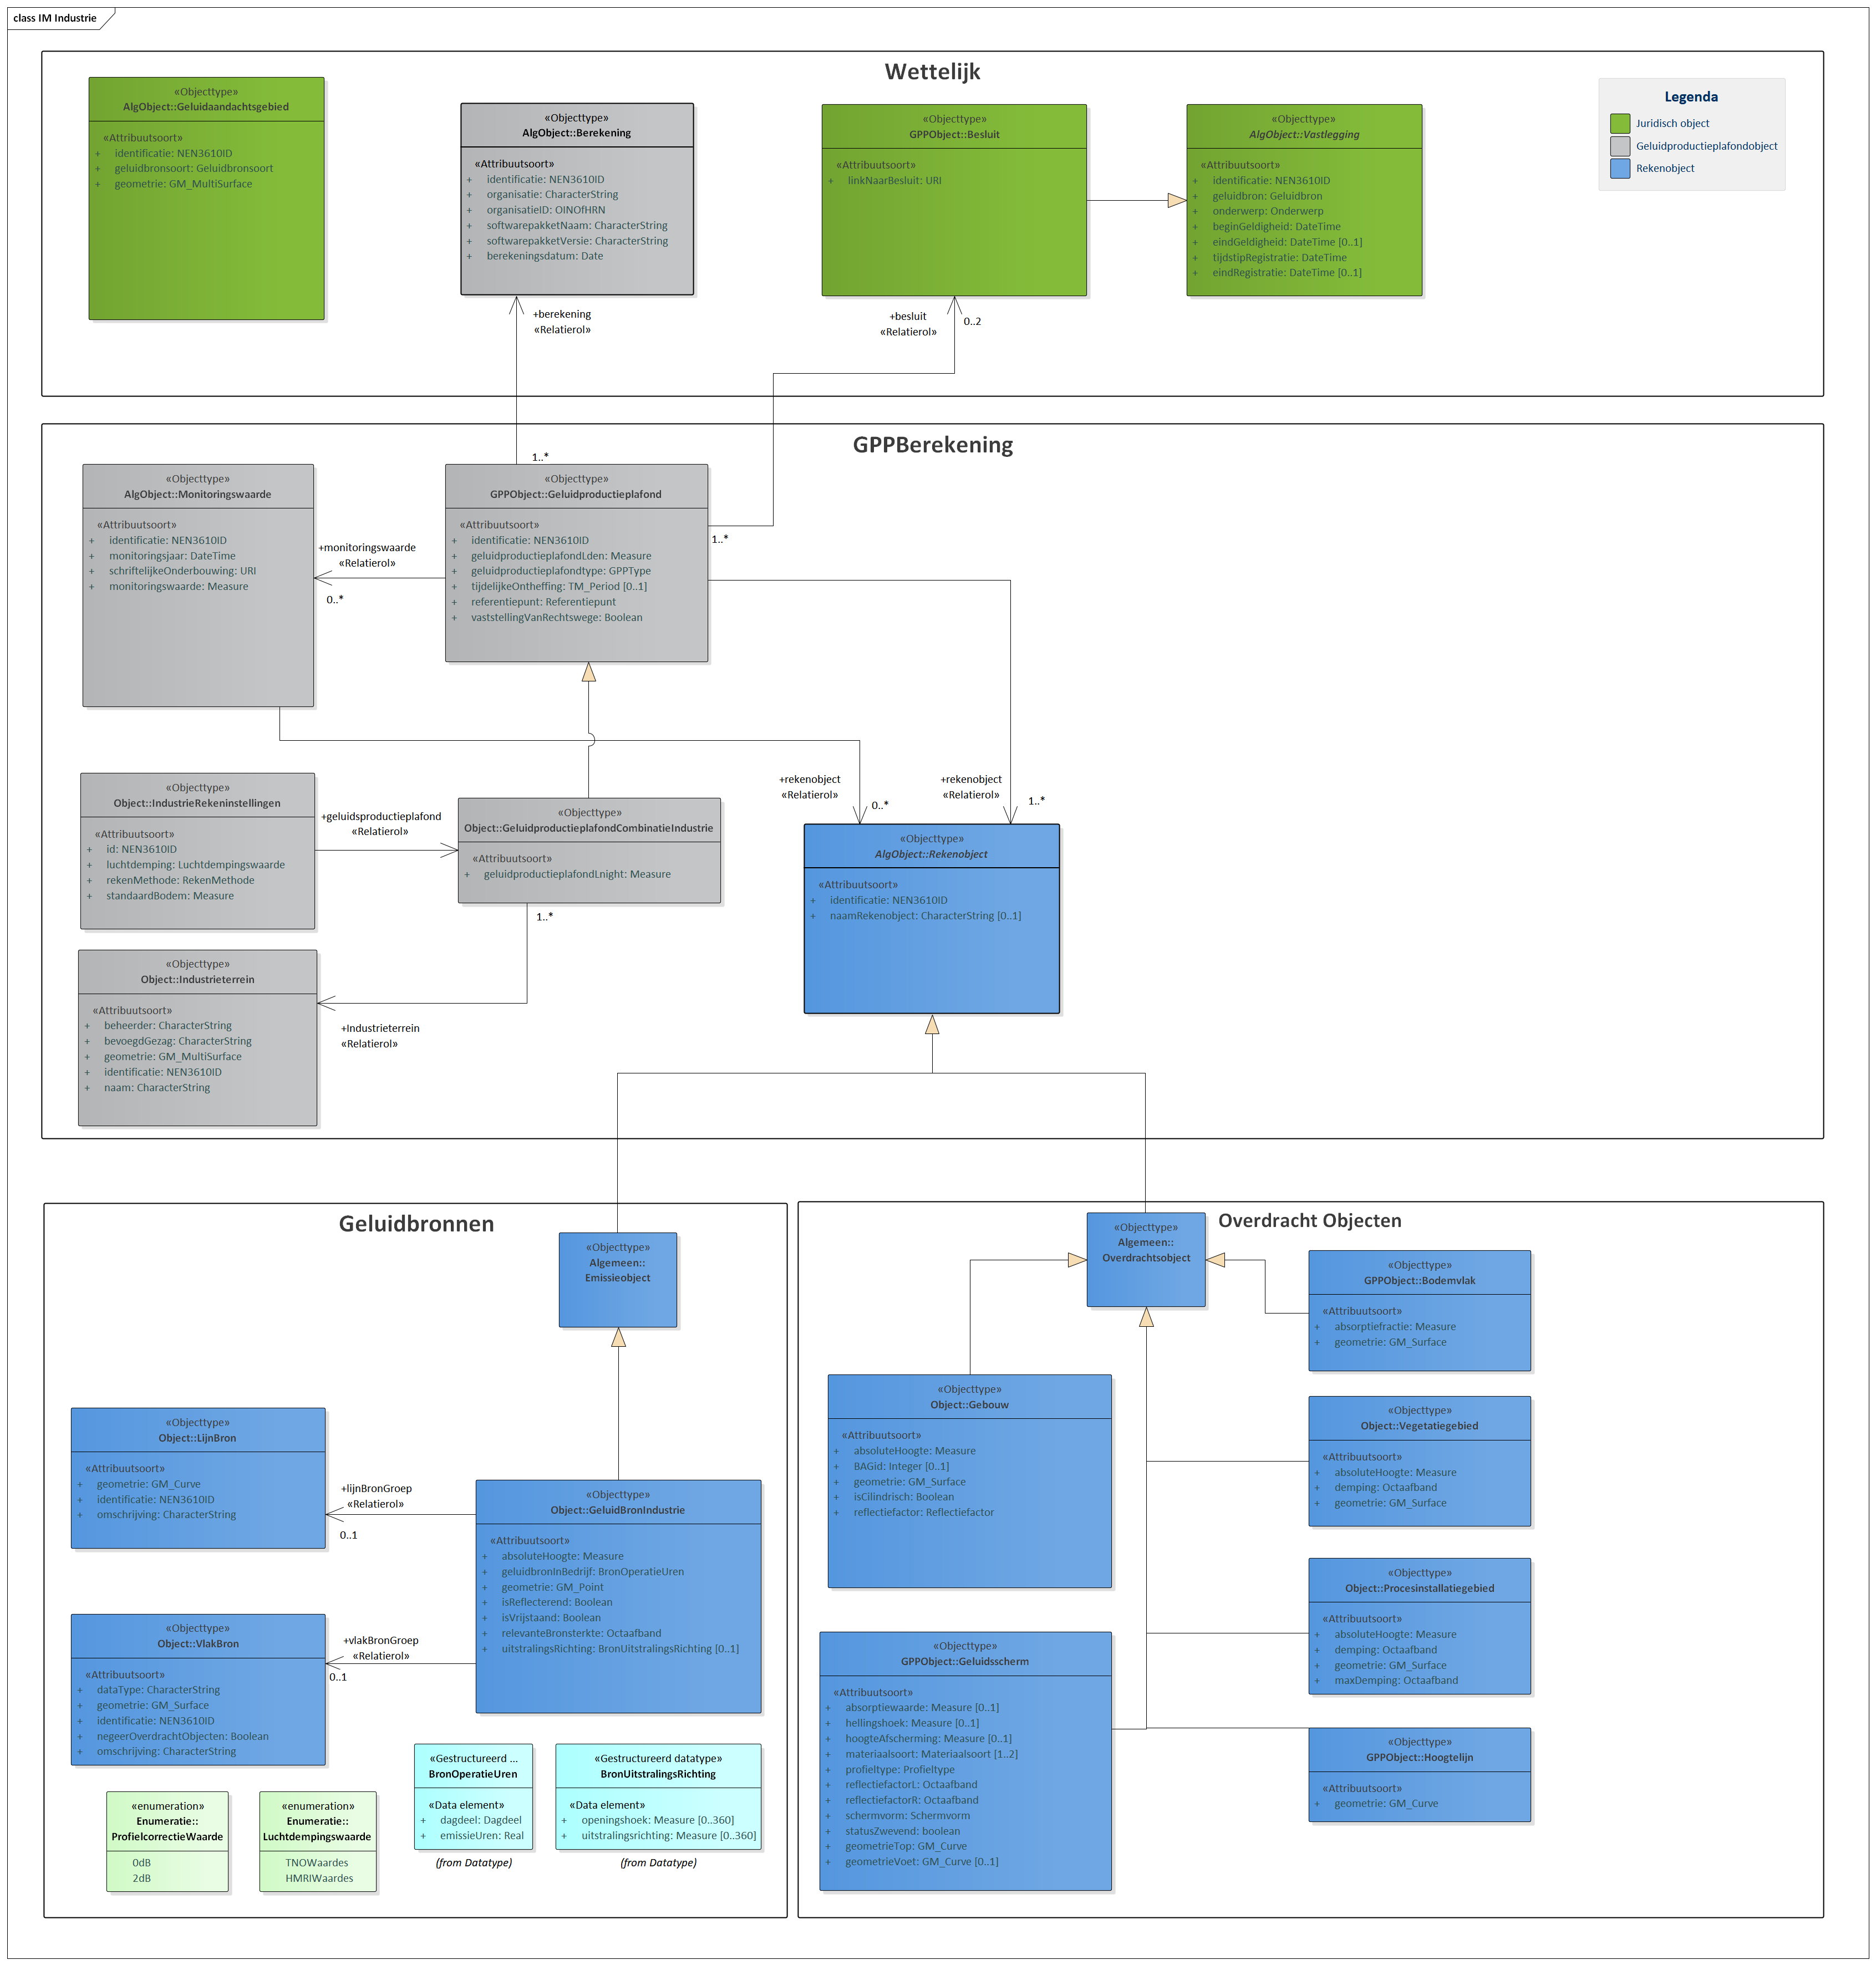 class IM Industrie
Wettelijk
«Objecttype»
AlgObject::Geluidaandachtsgebied
«Attribuutsoort»
+ identificatie: NEN3610ID
+ geluidbronsoort: Geluidbronsoort
+ geometrie: GM_MultiSurface
«Objecttype»
AlgObject::Berekening
«Attribuutsoort»
+ identificatie: NEN3610ID
+ organisatie: CharacterString
+ organisatieID: OINOfHRN
+ softwarepakketNaam: CharacterString
+ softwarepakketVersie: CharacterString
+ berekeningsdatum: Date
«Objecttype»
GPPObject::Besluit
«Attribuutsoort»
+ linkNaarBesluit: URI
«Objecttype»
AlgObject::Vastlegging
«Attribuutsoort»
+ identificatie: NEN3610ID
+ geluidbron: Geluidbron
+ onderwerp: Onderwerp
+ beginGeldigheid: DateTime
+ eindGeldigheid: DateTime [0..1]
+ tijdstipRegistratie: DateTime
+ eindRegistratie: DateTime [0..1]
Legenda
Juridisch object
Geluidproductieplafondobject
Rekenobject
+berekening
«Relatierol»
+besluit
«Relatierol»
0..2
GPPBerekening
1..*
«Objecttype»
AlgObject::Monitoringswaarde
«Attribuutsoort»
+ identificatie: NEN3610ID
+ monitoringsjaar: DateTime
+ schriftelijkeOnderbouwing: URI
+ monitoringswaarde: Measure
+monitoringswaarde
«Relatierol»
0..*
«Objecttype»
GPPObject::Geluidproductieplafond
«Attribuutsoort»
+ identificatie: NEN3610ID
+ geluidproductieplafondLden: Measure
+ geluidproductieplafondtype: GPPType
+ tijdelijkeOntheffing: TM_Period [0..1]
+ referentiepunt: Referentiepunt
+ vaststellingVanRechtswege: Boolean
1..*
«Objecttype»
Object::IndustrieRekeninstellingen
«Attribuutsoort»
+ id: NEN3610ID
+ luchtdemping: Luchtdempingswaarde
+ rekenMethode: RekenMethode
+ standaardBodem: Measure
+geluidsproductieplafond
«Relatierol»
«Objecttype»
Object::GeluidproductieplafondCombinatieIndustrie
«Attribuutsoort»
+ geluidproductieplafondLnight: Measure
1..*
+rekenobject
«Relatierol»
0..*
+rekenobject
«Relatierol»
1..*
«Objecttype»
AlgObject::Rekenobject
«Attribuutsoort»
+ identificatie: NEN3610ID
+ naamRekenobject: CharacterString [0..1]
«Objecttype»
Object::Industrieterrein
«Attribuutsoort»
+ beheerder: CharacterString
+ bevoegdGezag: CharacterString
+ geometrie: GM_MultiSurface
+ identificatie: NEN3610ID
+ naam: CharacterString
+Industrieterrein
«Relatierol»
Geluidbronnen
«Objecttype»
Algemeen::
Emissieobject
«Objecttype»
Object::LijnBron
«Attribuutsoort»
+ geometrie: GM_Curve
+ identificatie: NEN3610ID
+ omschrijving: CharacterString
+lijnBronGroep
«Relatierol»
0..1
«Objecttype»
Object::GeluidBronIndustrie
«Attribuutsoort»
+ absoluteHoogte: Measure
+ geluidbronInBedrijf: BronOperatieUren
+ geometrie: GM_Point
+ isReflecterend: Boolean
+ isVrijstaand: Boolean
+ relevanteBronsterkte: Octaafband
+ uitstralingsRichting: BronUitstralingsRichting [0..1]
«Objecttype»
Object::VlakBron
«Attribuutsoort»
+ dataType: CharacterString
+ geometrie: GM_Surface
+ identificatie: NEN3610ID
+ negeerOverdrachtObjecten: Boolean
+ omschrijving: CharacterString
+vlakBronGroep
«Relatierol»
0..1
«enumeration»
Enumeratie::
ProfielcorrectieWaarde
0dB
2dB
«enumeration»
Enumeratie::
Luchtdempingswaarde
TNOWaardes
HMRIWaardes
«Gestructureerd ...
BronOperatieUren
«Data element»
+ dagdeel: Dagdeel
+ emissieUren: Real
(from Datatype)
«Gestructureerd datatype»
BronUitstralingsRichting
«Data element»
+ openingshoek: Measure [0..360]
+ uitstralingsrichting: Measure [0..360]
(from Datatype)
Overdracht Objecten
«Objecttype»
Algemeen::
Overdrachtsobject
«Objecttype»
GPPObject::Bodemvlak
«Attribuutsoort»
+ absorptiefractie: Measure
+ geometrie: GM_Surface
«Objecttype»
Object::Gebouw
«Attribuutsoort»
+ absoluteHoogte: Measure
+ BAGid: Integer [0..1]
+ geometrie: GM_Surface
+ isCilindrisch: Boolean
+ reflectiefactor: Reflectiefactor
«Objecttype»
Object::Vegetatiegebied
«Attribuutsoort»
+ absoluteHoogte: Measure
+ demping: Octaafband
+ geometrie: GM_Surface
«Objecttype»
Object::Procesinstallatiegebied
«Attribuutsoort»
+ absoluteHoogte: Measure
+ demping: Octaafband
+ geometrie: GM_Surface
+ maxDemping: Octaafband
«Objecttype»
GPPObject::Geluidsscherm
«Attribuutsoort»
+ absorptiewaarde: Measure [0..1]
+ hellingshoek: Measure [0..1]
+ hoogteAfscherming: Measure [0..1]
+ materiaalsoort: Materiaalsoort [1..2]
+ profieltype: Profieltype
+ reflectiefactorL: Octaafband
+ reflectiefactorR: Octaafband
+ schermvorm: Schermvorm
+ statusZwevend: boolean
+ geometrieTop: GM_Curve
+ geometrieVoet: GM_Curve [0..1]
«Objecttype»
GPPObject::Hoogtelijn
«Attribuutsoort»
+ geometrie: GM_Curve